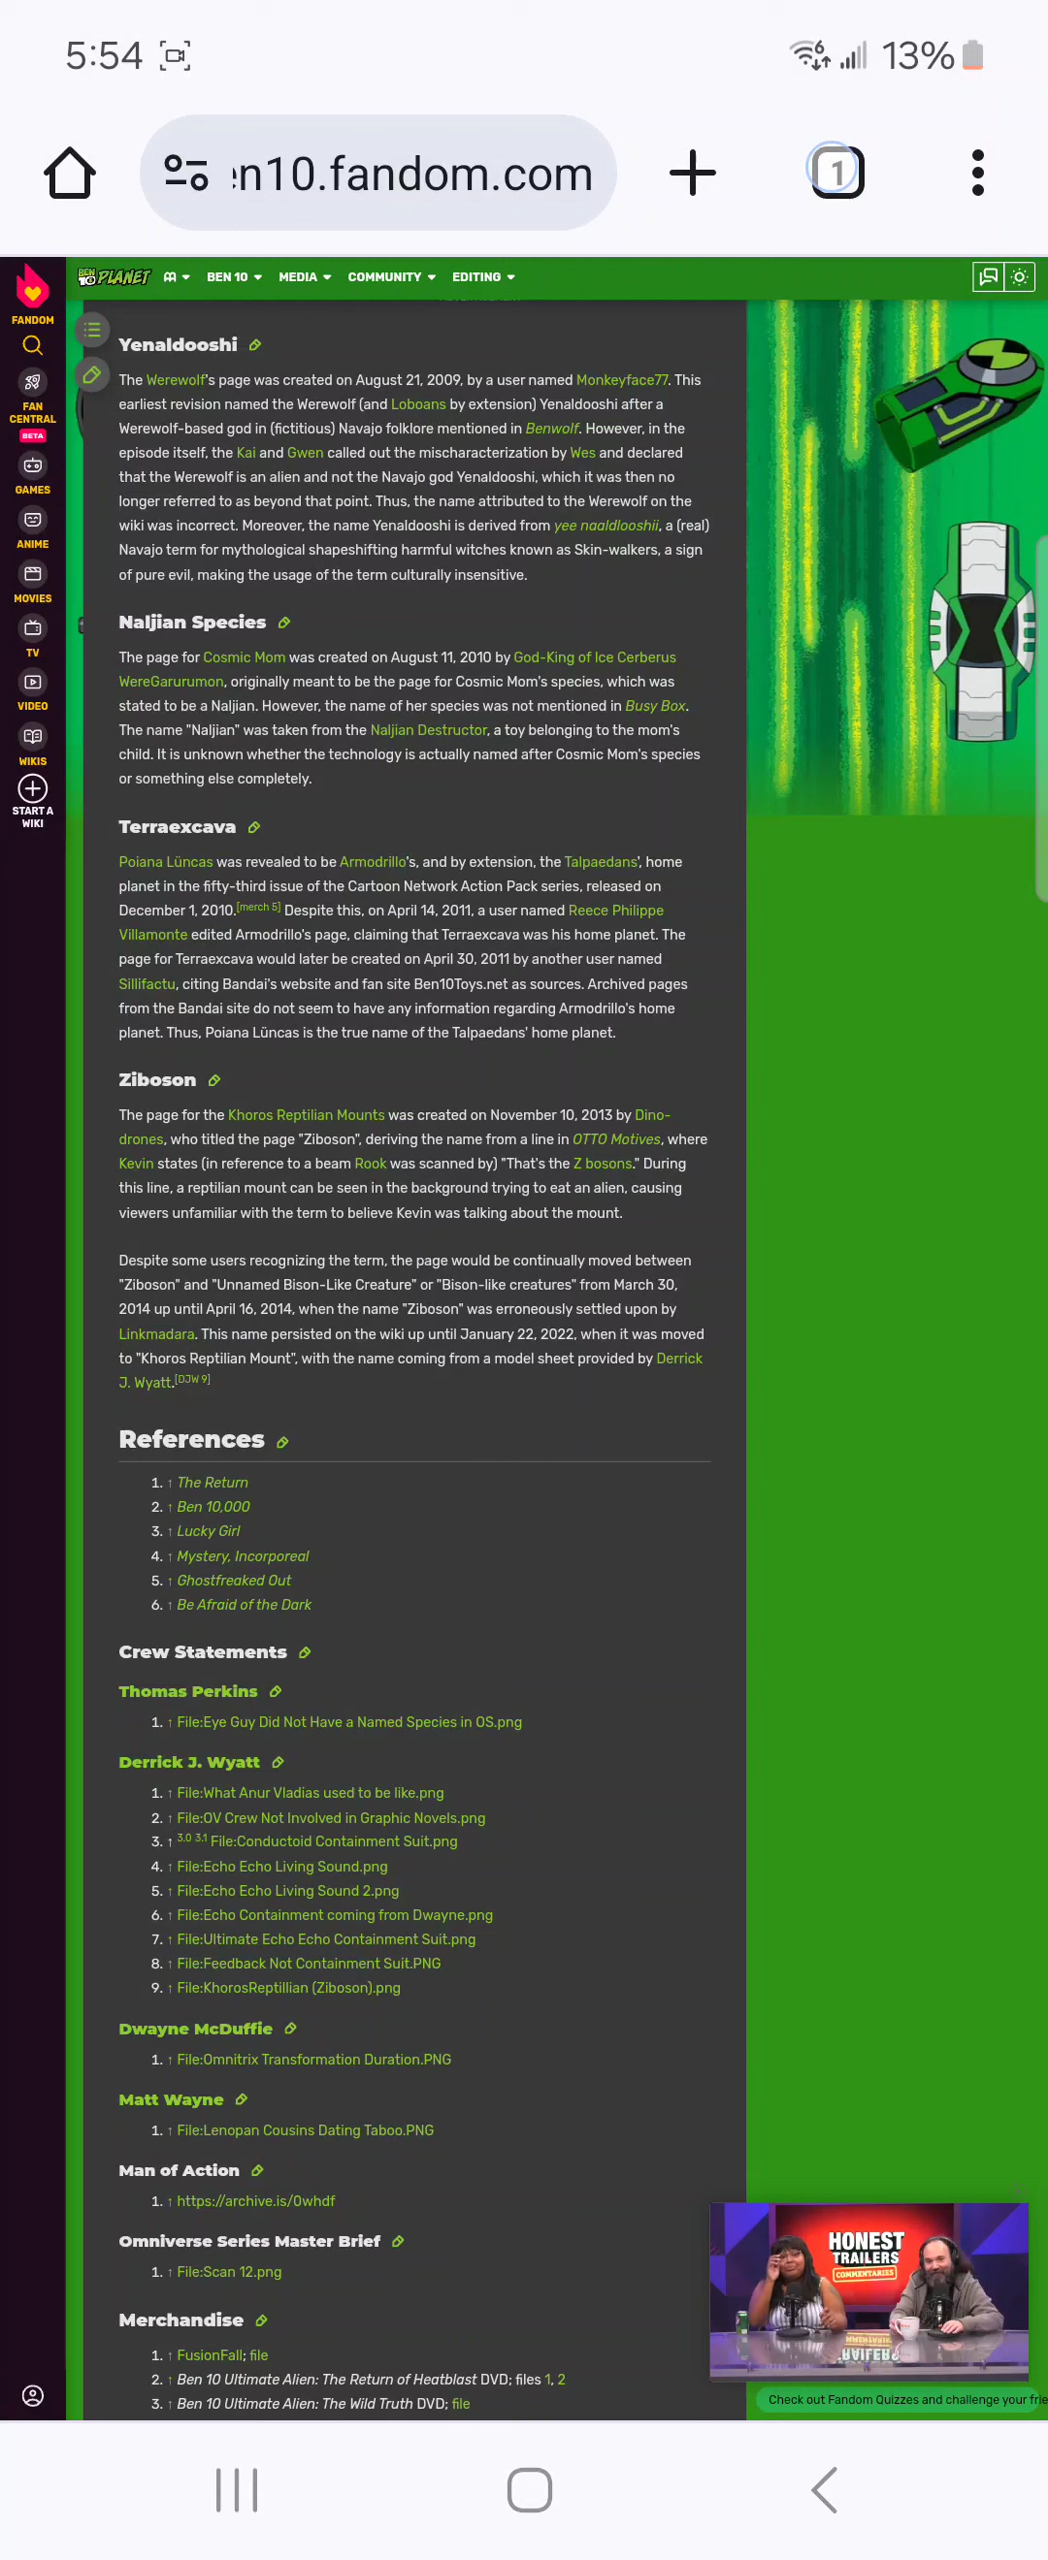 5:54
13%
en10.fandom.com
1
BEN 10 PLANET
BEN 10
MEDIA
COMMUNITY
EDITING
FANDOM
FAN CENTRAL
BETA
GAMES
ANIME
MOVIES
TV
VIDEO
WIKIS
START A WIKI
Yenaldooshi
The Werewolf's page was created on August 21, 2009, by a user named Monkeyface77. This
earliest revision named the Werewolf (and Loboans by extension) Yenaldooshi after a
Werewolf-based god in (fictitious) Navajo folklore mentioned in Benwolf. However, in the
episode itself, the Kai and Gwen called out the mischaracterization by Wes and declared
that the Werewolf is an alien and not the Navajo god Yenaldooshi, which it was then no
longer referred to as beyond that point. Thus, the name attributed to the Werewolf on the
wiki was incorrect. Moreover, the name Yenaldooshi is derived from yee naaldlooshii, a (real)
Navajo term for mythological shapeshifting harmful witches known as Skin-walkers, a sign
of pure evil, making the usage of the term culturally insensitive.
Naljian Species
The page for Cosmic Mom was created on August 11, 2010 by God-King of Ice Cerberus
WereGarurumon, originally meant to be the page for Cosmic Mom's species, which was
stated to be a Naljian. However, the name of her species was not mentioned in Busy Box.
The name "Naljian" was taken from the Naljian Destructor, a toy belonging to the mom's
child. It is unknown whether the technology is actually named after Cosmic Mom's species
or something else completely.
Terraexcava
Poiana Lüncas was revealed to be Armodrillo's, and by extension, the Talpaedans', home
planet in the fifty-third issue of the Cartoon Network Action Pack series, released on
December 1, 2010.[merch 5] Despite this, on April 14, 2011, a user named Reece Philippe
Villamonte edited Armodrillo's page, claiming that Terraexcava was his home planet. The
page for Terraexcava would later be created on April 30, 2011 by another user named
Sillifactu, citing Bandai's website and fan site Ben10Toys.net as sources. Archived pages
from the Bandai site do not seem to have any information regarding Armodrillo's home
planet. Thus, Poiana Lüncas is the true name of the Talpaedans' home planet.
Ziboson
The page for the Khoros Reptilian Mounts was created on November 10, 2013 by Dino-
drones, who titled the page "Ziboson", deriving the name from a line in OTTO Motives, where
Kevin states (in reference to a beam Rook was scanned by) "That's the Z bosons." During
this line, a reptilian mount can be seen in the background trying to eat an alien, causing
viewers unfamiliar with the term to believe Kevin was talking about the mount.
Despite some users recognizing the term, the page would be continually moved between
"Ziboson" and "Unnamed Bison-Like Creature" or "Bison-like creatures" from March 30,
2014 up until April 16, 2014, when the name "Ziboson" was erroneously settled upon by
Linkmadara. This name persisted on the wiki up until January 22, 2022, when it was moved
to "Khoros Reptilian Mount", with the name coming from a model sheet provided by Derrick
J. Wyatt.[DJW 9]
References
1. ↑ The Return
2. ↑ Ben 10,000
3. ↑ Lucky Girl
4. ↑ Mystery, Incorporeal
5. ↑ Ghostfreaked Out
6. ↑ Be Afraid of the Dark
Crew Statements
Thomas Perkins
1. ↑ File:Eye Guy Did Not Have a Named Species in OS.png
Derrick J. Wyatt
1. ↑ File:What Anur Vladias used to be like.png
2. ↑ File:OV Crew Not Involved in Graphic Novels.png
3. ↑ 3.0 3.1 File:Conductoid Containment Suit.png
4. ↑ File:Echo Echo Living Sound.png
5. ↑ File:Echo Echo Living Sound 2.png
6. ↑ File:Echo Containment coming from Dwayne.png
7. ↑ File:Ultimate Echo Echo Containment Suit.png
8. ↑ File:Feedback Not Containment Suit.PNG
9. ↑ File:KhorosReptillian (Ziboson).png
Dwayne McDuffie
1. ↑ File:Omnitrix Transformation Duration.PNG
Matt Wayne
1. ↑ File:Lenopan Cousins Dating Taboo.PNG
Man of Action
1. ↑ https://archive.is/0whdf
Omniverse Series Master Brief
1. ↑ File:Scan 12.png
Merchandise
1. ↑ FusionFall; file
2. ↑ Ben 10 Ultimate Alien: The Return of Heatblast DVD; files 1, 2
3. ↑ Ben 10 Ultimate Alien: The Wild Truth DVD; file
HONEST
TRAILERS
COMMENTARIES
Check out Fandom Quizzes and challenge your frie